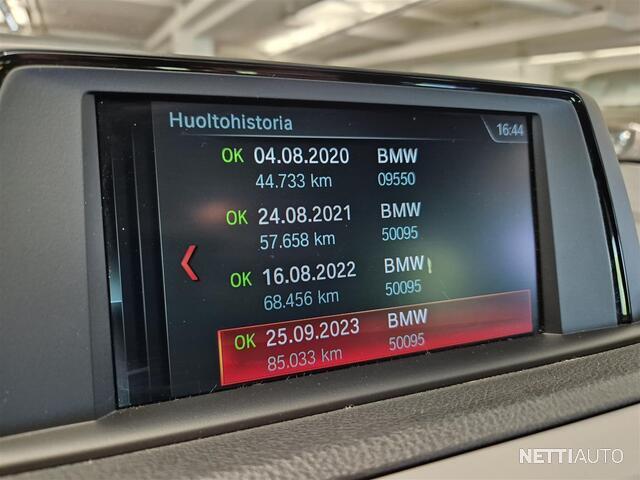 Huoltohistoria
16:44
OK 04.08.2020 BMW
44.733 km 09550
OK 24.08.2021 BMW
57.658 km 50095
OK 16.08.2022 BMW
68.456 km 50095
OK 25.09.2023 BMW
85.033 km 50095
NETTIAUTO